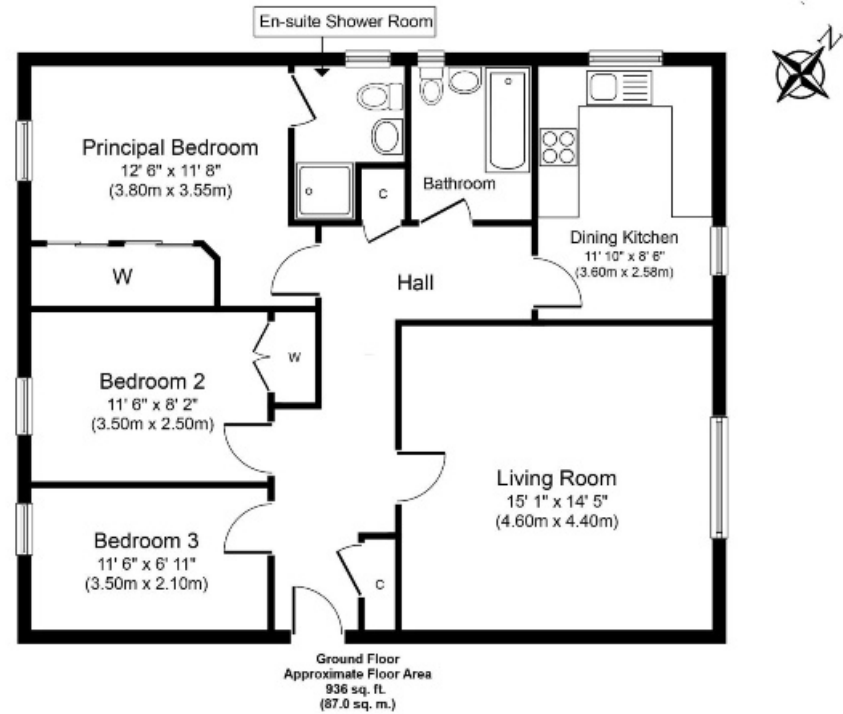 En-suite Shower Room
N
Principal Bedroom
12' 6" x 11' 8"
(3.80m x 3.55m)
C
Bathroom
Dining Kitchen
11' 10" x 8' 6"
(3.60m x 2.58m)
W
Hall
Bedroom 2
11' 6" x 8' 2"
(3.50m x 2.50m)
W
Living Room
15' 1" x 14' 5"
(4.60m x 4.40m)
Bedroom 3
11' 6" x 6' 11"
(3.50m x 2.10m)
C
Ground Floor
Approximate Floor Area
936 sq. ft.
(87.0 sq. m.)